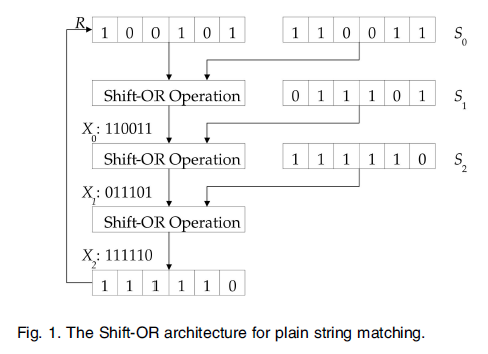 R
1 0 0 1 0 1
1 1 0 0 1 1 S0
Shift-OR Operation
0 1 1 1 0 1 S1
X0: 110011
Shift-OR Operation
1 1 1 1 1 0 S2
X1: 011101
Shift-OR Operation
X2: 111110
1 1 1 1 1 0
Fig. 1. The Shift-OR architecture for plain string matching.